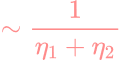 ∼ 1 / (η₁ + η₂)